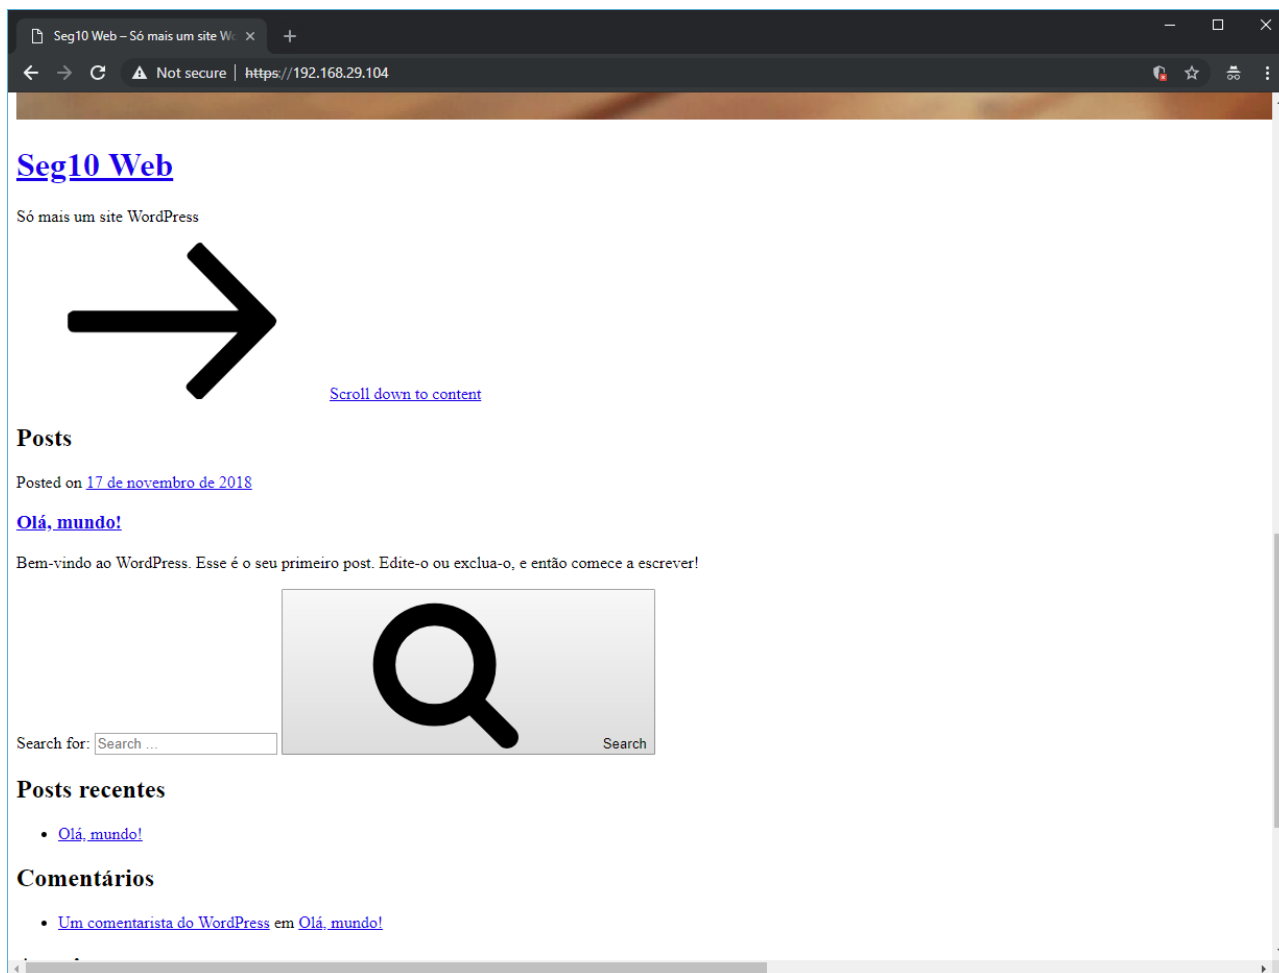 Seg10 Web – Só mais um site W
Not secure | https://192.168.29.104
Seg10 Web
Só mais um site WordPress
Scroll down to content
Posts
Posted on 17 de novembro de 2018
Olá, mundo!
Bem-vindo ao WordPress. Esse é o seu primeiro post. Edite-o ou exclua-o, e então comece a escrever!
Search for: Search ... Search
Posts recentes
Olá, mundo!
Comentários
Um comentarista do WordPress em Olá, mundo!